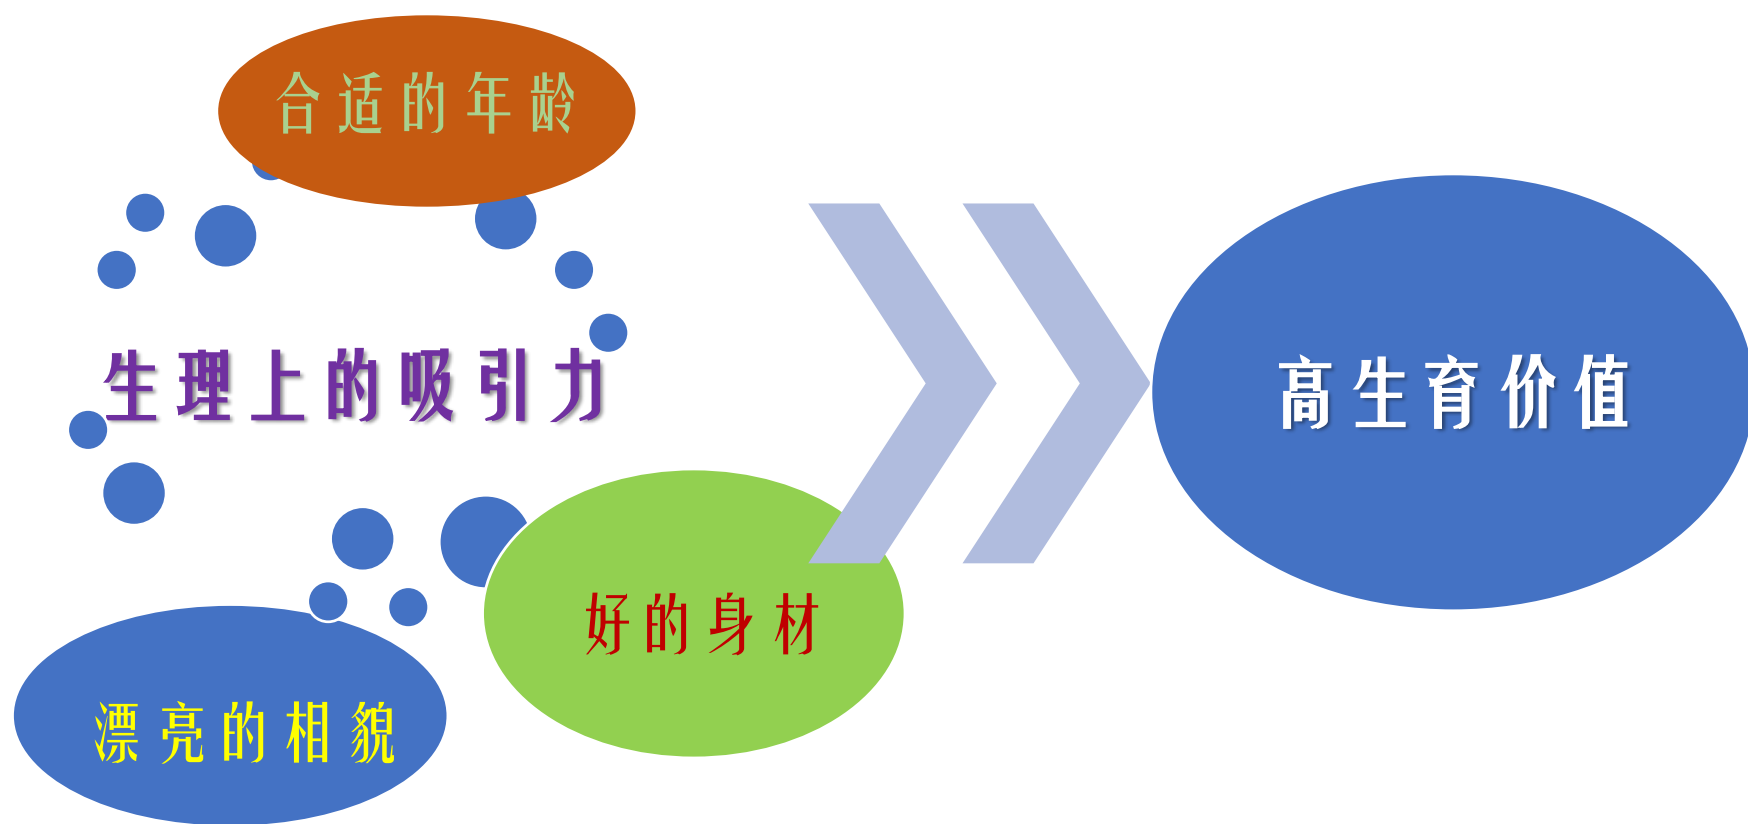 合适的年龄
生理上的吸引力
高生育价值
好的身材
漂亮的相貌